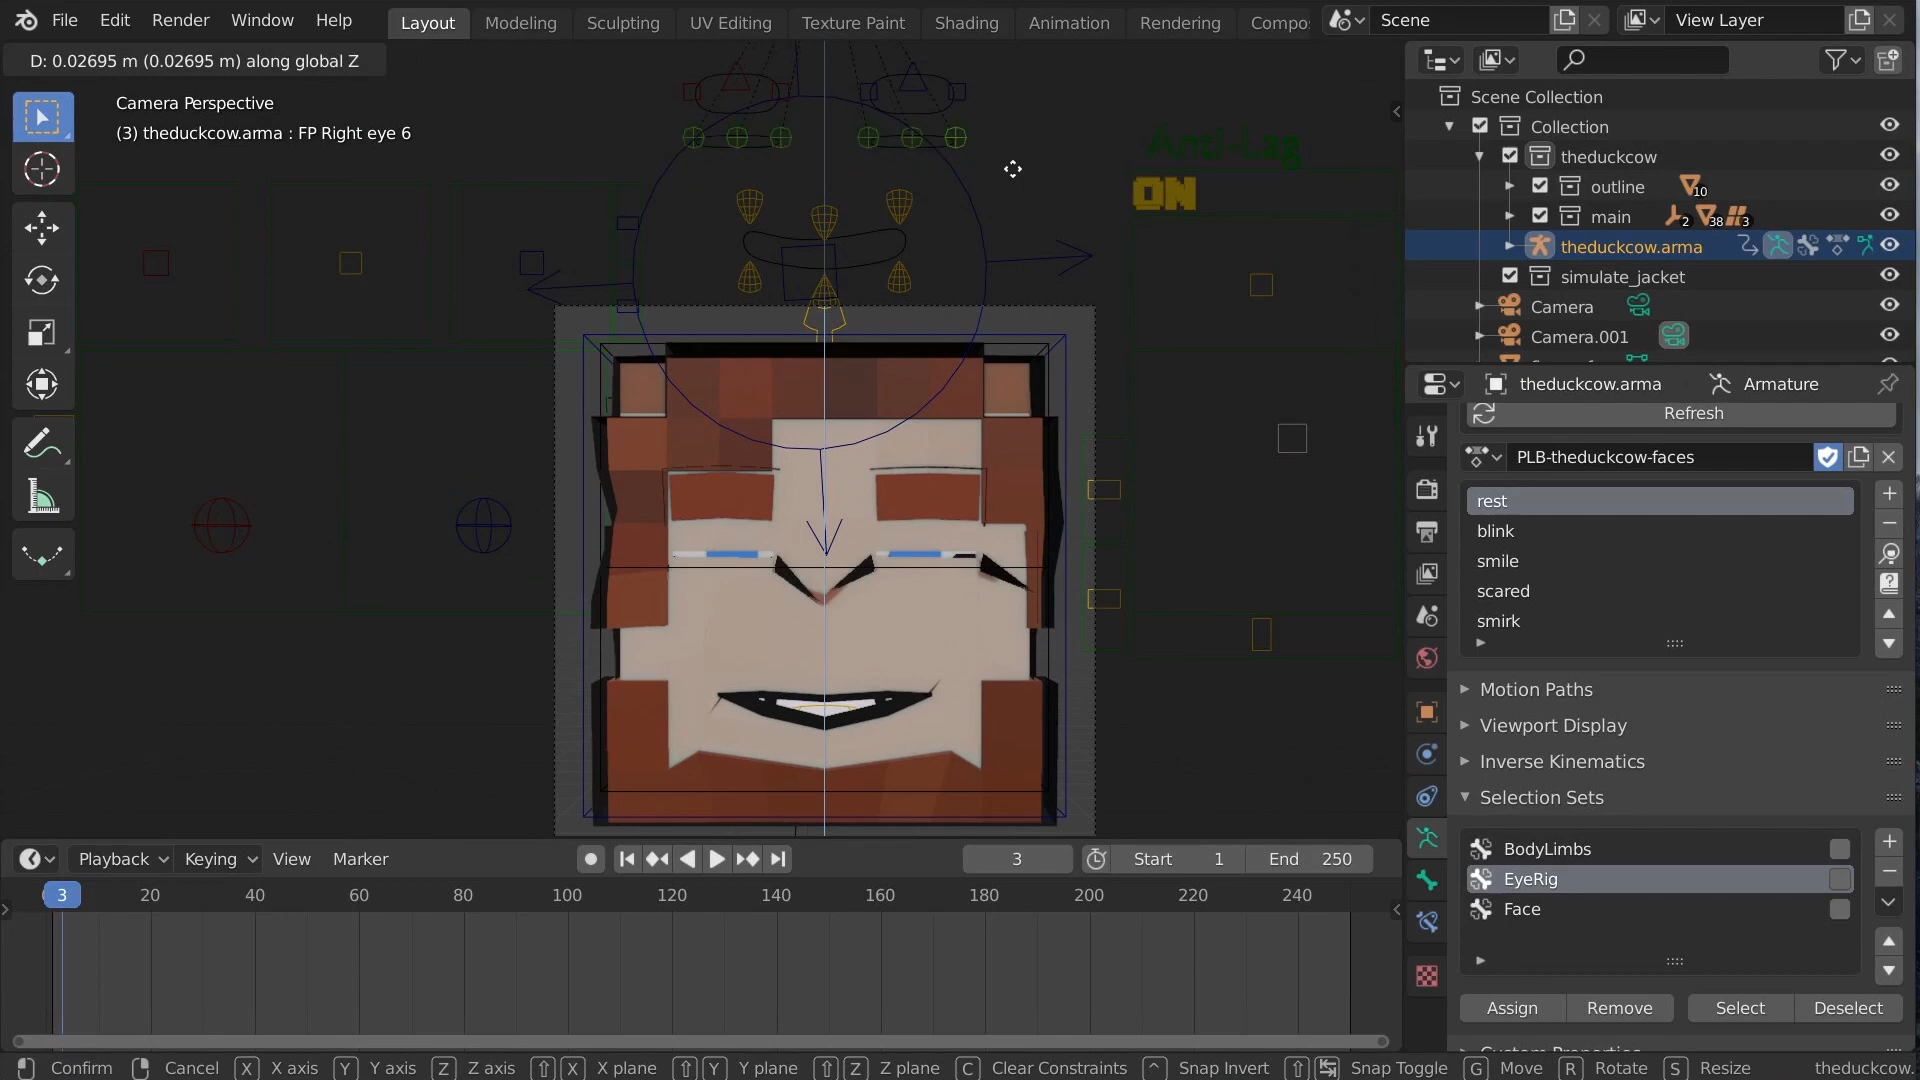 File Edit Render Window Help Layout Modeling Sculpting UV Editing Texture Paint Shading Animation Rendering Compo Scene View Layer
D: 0.02695 m (0.02695 m) along global Z
Camera Perspective
(3) theduckcow.arma : FP Right eye 6
Anti-Lag
ON
Scene Collection
Collection
theduckcow
outline 10
main 2 38 3
theduckcow.arma
simulate_jacket
Camera
Camera.001
theduckcow.arma Armature
Refresh
PLB-theduckcow-faces
rest
blink
smile
scared
smirk
Motion Paths
Viewport Display
Inverse Kinematics
Selection Sets
BodyLimbs
EyeRig
Face
Assign Remove Select Deselect
Playback Keying View Marker 3 Start 1 End 250
3 20 40 60 80 100 120 140 160 180 200 220 240
Confirm Cancel X X axis Y Y axis Z Z axis X X plane Y Y plane Z Z plane C Clear Constraints ^ Snap Invert Snap Toggle G Move R Rotate S Resize theduckcow.